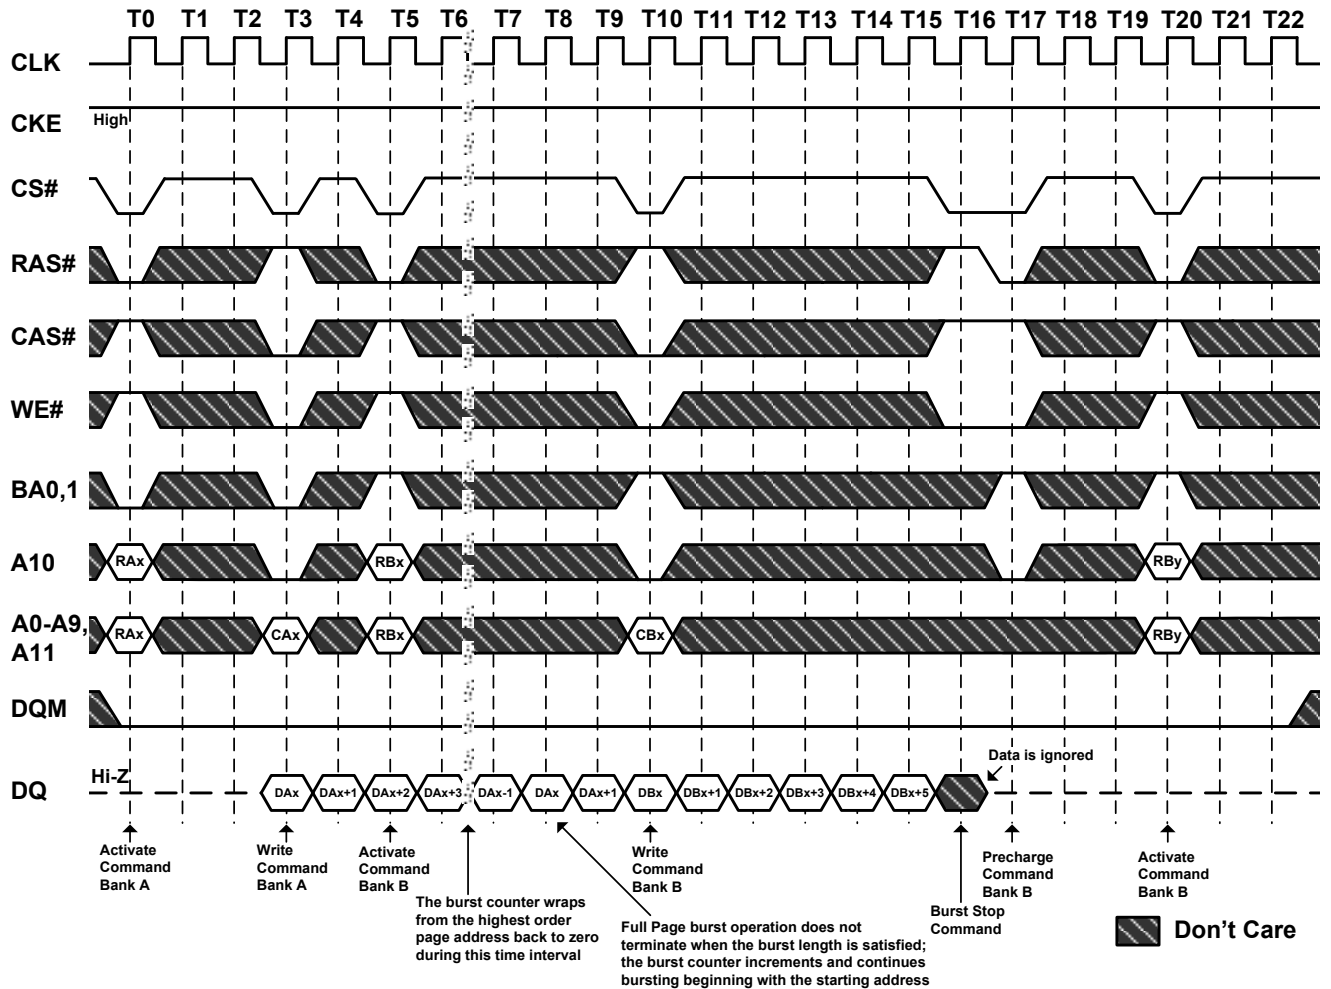 T0 T1 T2 T3 T4 T5 T6 T7 T8 T9 T10 T11 T12 T13 T14 T15 T16 T17 T18 T19 T20 T21 T22
CLK
CKE High
CS#
RAS#
CAS#
WE#
BA0,1
A10 RAx RBx RBy
A0-A9,
A11 RAx CAx RBx CBx RBy
DQM
Data is ignored
DQ Hi-Z DAx DAx+1 DAx+2 DAx+3 DAx-1 DAx DAx+1 DBx DBx+1 DBx+2 DBx+3 DBx+4 DBx+5
Activate
Command
Bank A
Write
Command
Bank A
Activate
Command
Bank B
The burst counter wraps
from the highest order
page address back to zero
during this time interval
Write
Command
Bank B
Full Page burst operation does not
terminate when the burst length is satisfied;
the burst counter increments and continues
bursting beginning with the starting address
Burst Stop
Command
Precharge
Command
Bank B
Activate
Command
Bank B
Don't Care